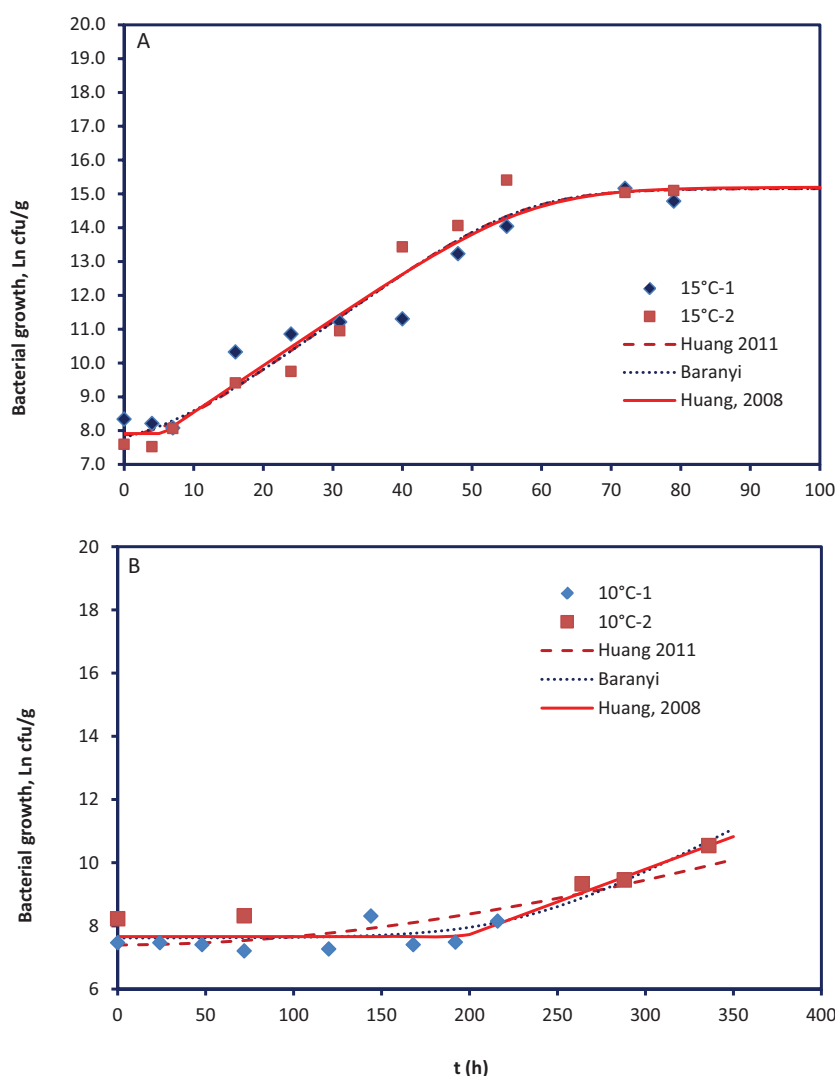 A
Bacterial growth, Ln cfu/g
20.0
19.0
18.0
17.0
16.0
15.0
14.0
13.0
12.0
11.0
10.0
9.0
8.0
7.0
15°C-1
15°C-2
Huang 2011
Baranyi
Huang, 2008
0 10 20 30 40 50 60 70 80 90 100
B
Bacterial growth, Ln cfu/g
20
18
16
14
12
10
8
6
10°C-1
10°C-2
Huang 2011
Baranyi
Huang, 2008
0 50 100 150 200 250 300 350 400
t (h)